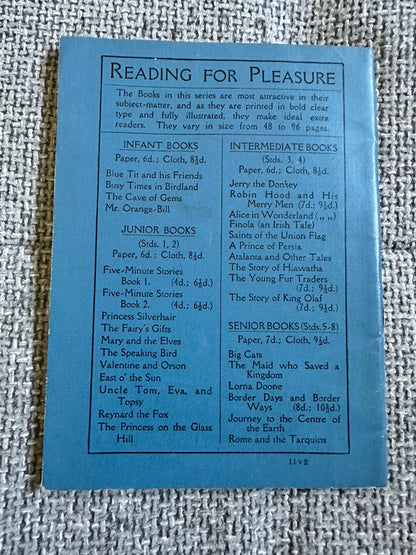 READING FOR PLEASURE
The Books in this series are most attractive in their
subject-matter, and as they are printed in bold clear
type and fully illustrated, they make ideal extra
readers. They vary in size from 48 to 96 pages.
INFANT BOOKS
Paper, 6d.; Cloth, 8½d.
Blue Tit and his Friends
Busy Times in Birdland
The Cave of Gems
Mr. Orange-Bill
JUNIOR BOOKS
(Stds. 1, 2)
Paper, 6d.; Cloth, 8½d.
Five-Minute Stories
Book 1. (4d.; 6½d.)
Five-Minute Stories
Book 2. (4d.; 6½d.)
Princess Silverhair
The Fairy's Gifts
Mary and the Elves
The Speaking Bird
Valentine and Orson
East o' the Sun
Uncle Tom, Eva, and
Topsy
Reynard the Fox
The Princess on the Glass
Hill
INTERMEDIATE BOOKS
(Stds. 3, 4)
Paper, 6d.; Cloth, 8½d.
Jerry the Donkey
Robin Hood and His
Merry Men (7d.; 9½d.)
Alice in Wonderland („ „)
Finola (an Irish Tale)
Saints of the Union Flag
A Prince of Persia
Atalanta and Other Tales
The Story of Hiawatha
The Young Fur Traders
(7d.; 9½d.)
The Story of King Olaf
(7d.; 9½d.)
SENIOR BOOKS (Stds. 5-8)
Paper, 7d.; Cloth, 9½d.
Big Cats
The Maid who Saved a
Kingdom
Lorna Doone
Border Days and Border
Ways (8d.; 10½d.)
Journey to the Centre of
the Earth
Rome and the Tarquins
11v2